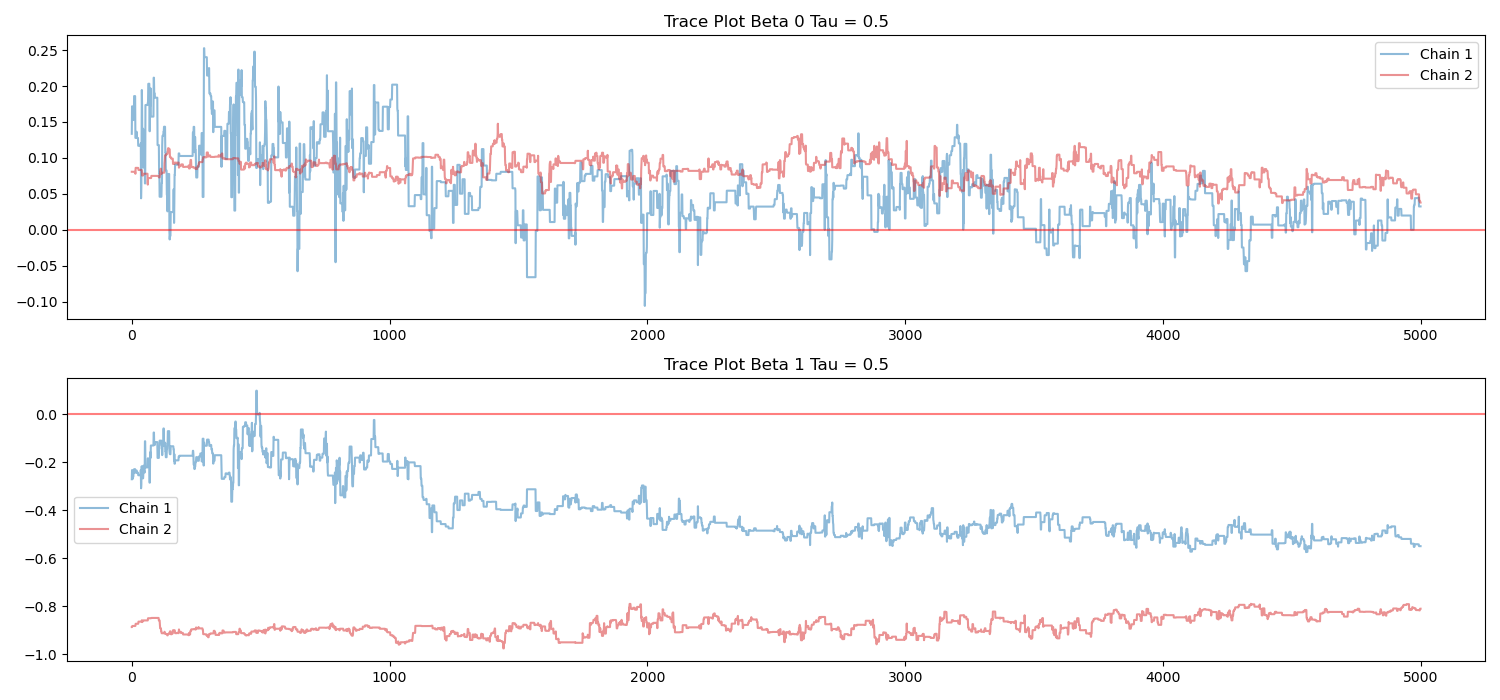 Trace Plot Beta 0 Tau = 0.5
0.25
0.20
0.15
0.10
0.05
0.00
−0.05
−0.10
Chain 1
Chain 2
0 1000 2000 3000 4000 5000
Trace Plot Beta 1 Tau = 0.5
0.0
−0.2
−0.4
−0.6
−0.8
−1.0
Chain 1
Chain 2
0 1000 2000 3000 4000 5000